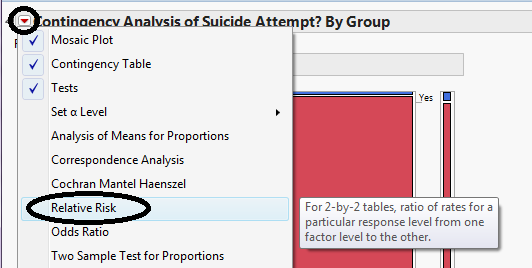 Contingency Analysis of Suicide Attempt? By Group
Mosaic Plot
Contingency Table
Tests
Set α Level
Analysis of Means for Proportions
Correspondence Analysis
Cochran Mantel Haenszel
Relative Risk
Odds Ratio
Two Sample Test for Proportions
Yes
For 2-by-2 tables, ratio of rates for a
particular response level from one
factor level to the other.